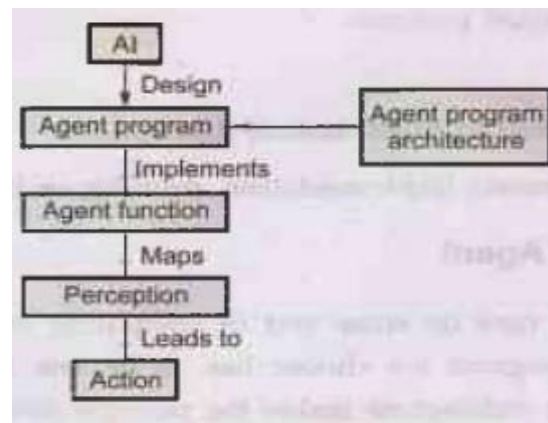 AI
Design
Agent program
Agent program
architecture
Implements
Agent function
Maps
Perception
Leads to
Action